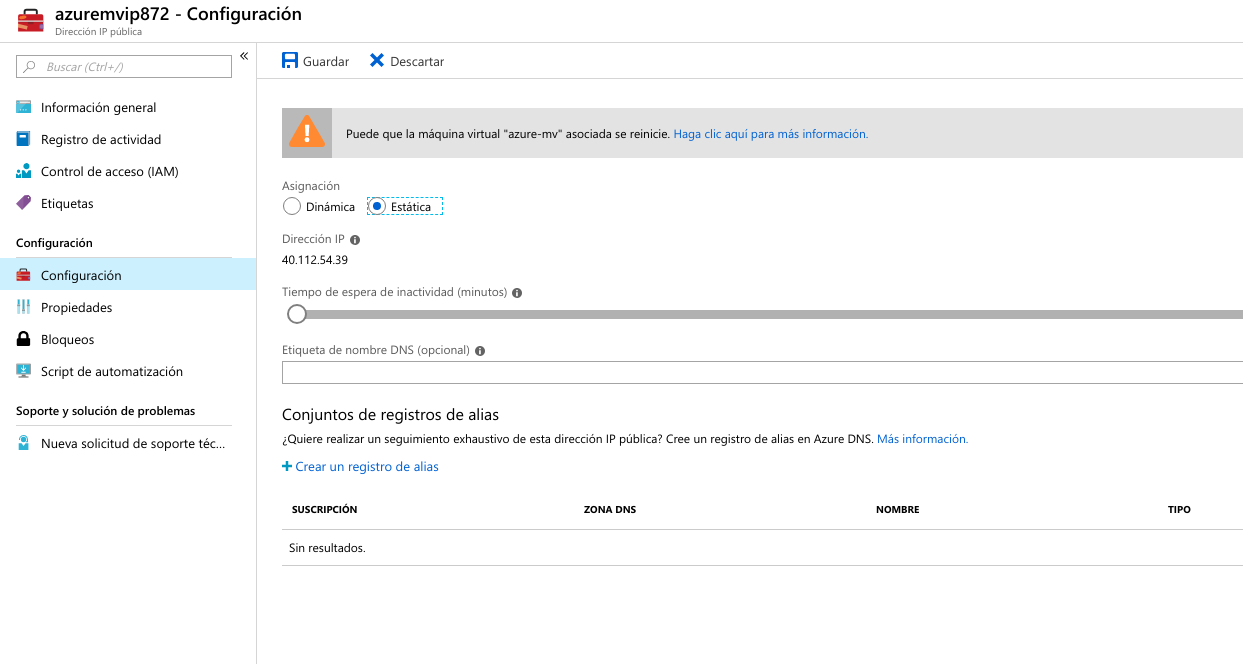 azuremvip872 - Configuración
Dirección IP pública
Buscar (Ctrl+/)
«
Información general
Registro de actividad
Control de acceso (IAM)
Etiquetas
Configuración
Configuración
Propiedades
Bloqueos
Script de automatización
Soporte y solución de problemas
Nueva solicitud de soporte téc...
Guardar Descartar
Puede que la máquina virtual "azure-mv" asociada se reinicie. Haga clic aquí para más información.
Asignación
Dinámica Estática
Dirección IP
40.112.54.39
Tiempo de espera de inactividad (minutos)
Etiqueta de nombre DNS (opcional)
Conjuntos de registros de alias
¿Quiere realizar un seguimiento exhaustivo de esta dirección IP pública? Cree un registro de alias en Azure DNS. Más información.
+ Crear un registro de alias
SUSCRIPCIÓN ZONA DNS NOMBRE TIPO
Sin resultados.